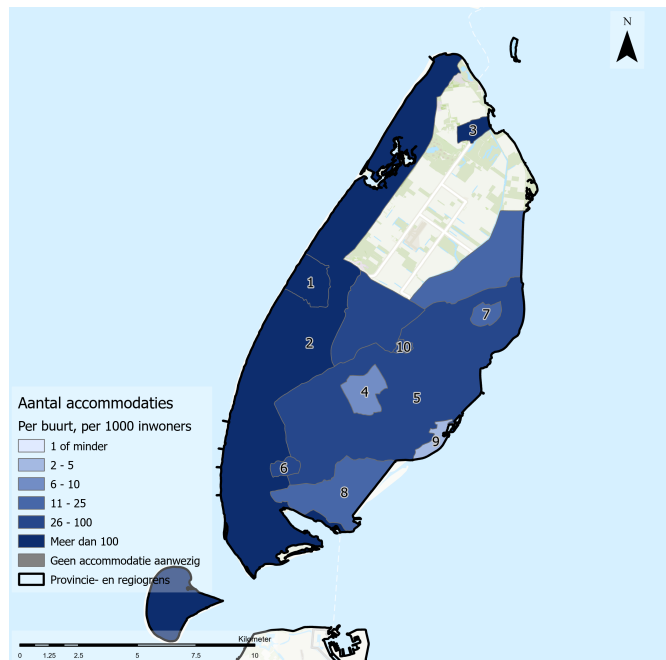 N
3
1
2
7
10
4
5
9
6
8
Aantal accommodaties
Per buurt, per 1000 inwoners
1 of minder
2 - 5
6 - 10
11 - 25
26 - 100
Meer dan 100
Geen accommodatie aanwezig
Provincie- en regiogrens
Kilometer
0 1,25 2,5 5 7,5 10